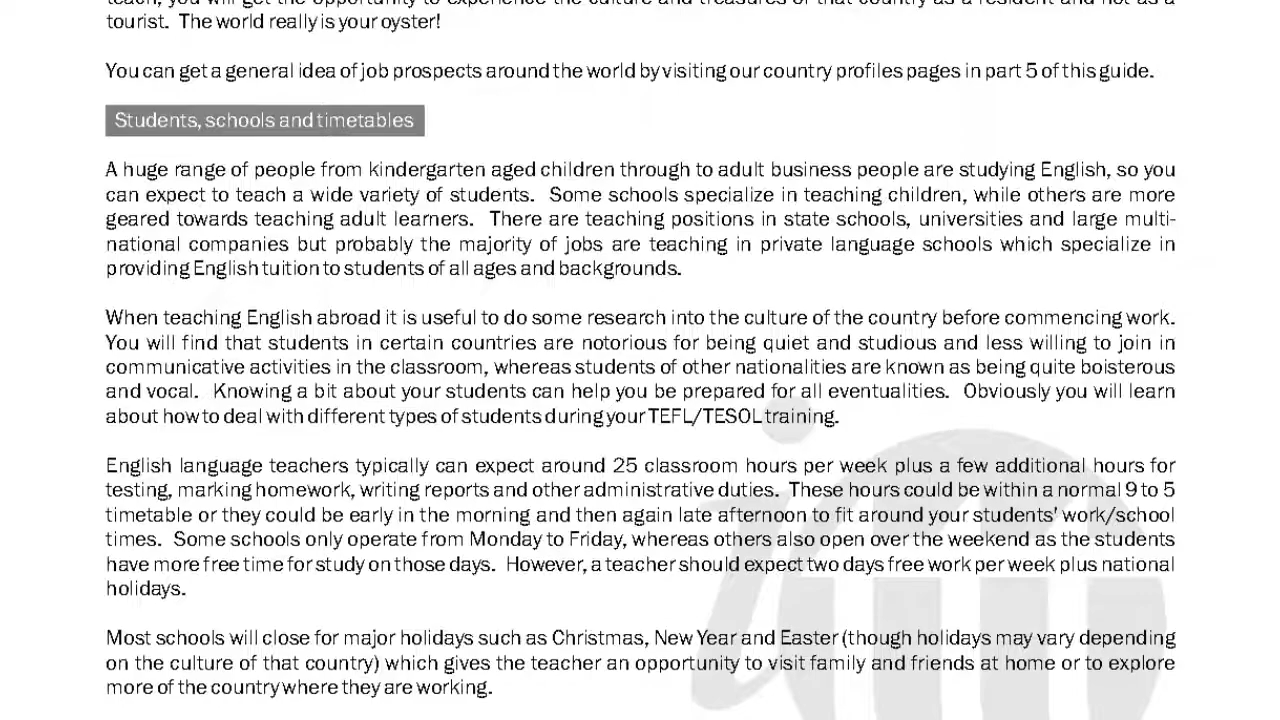 teach, you will get the opportunity to experience the culture and treasures of that country as a resident and not as a
tourist. The world really is your oyster!
You can get a general idea of job prospects around the world by visiting our country profiles pages in part 5 of this guide.
Students, schools and timetables
A huge range of people from kindergarten aged children through to adult business people are studying English, so you
can expect to teach a wide variety of students. Some schools specialize in teaching children, while others are more
geared towards teaching adult learners. There are teaching positions in state schools, universities and large multi-
national companies but probably the majority of jobs are teaching in private language schools which specialize in
providing English tuition to students of all ages and backgrounds.
When teaching English abroad it is useful to do some research into the culture of the country before commencing work.
You will find that students in certain countries are notorious for being quiet and studious and less willing to join in
communicative activities in the classroom, whereas students of other nationalities are known as being quite boisterous
and vocal. Knowing a bit about your students can help you be prepared for all eventualities. Obviously you will learn
about how to deal with different types of students during your TEFL/TESOL training.
English language teachers typically can expect around 25 classroom hours per week plus a few additional hours for
testing, marking homework, writing reports and other administrative duties. These hours could be within a normal 9 to 5
timetable or they could be early in the morning and then again late afternoon to fit around your students' work/school
times. Some schools only operate from Monday to Friday, whereas others also open over the weekend as the students
have more free time for study on those days. However, a teacher should expect two days free work per week plus national
holidays.
Most schools will close for major holidays such as Christmas, New Year and Easter (though holidays may vary depending
on the culture of that country) which gives the teacher an opportunity to visit family and friends at home or to explore
more of the country where they are working.